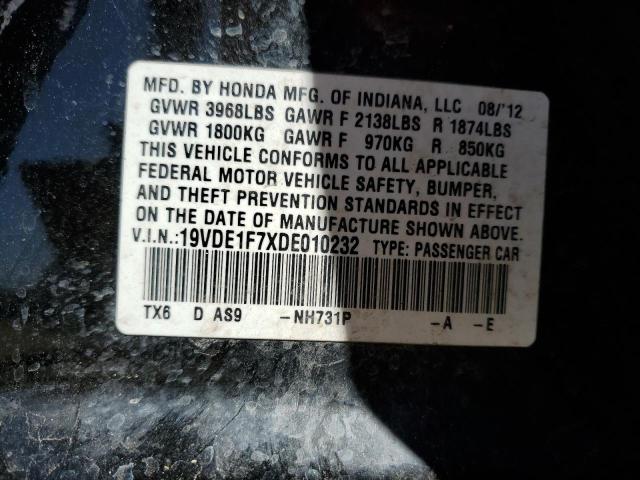 MFD. BY HONDA MFG. OF INDIANA, LLC 08/'12
GVWR 3968LBS GAWR F 2138LBS R 1874LBS
GVWR 1800KG GAWR F 970KG R 850KG
THIS VEHICLE CONFORMS TO ALL APPLICABLE
FEDERAL MOTOR VEHICLE SAFETY, BUMPER,
AND THEFT PREVENTION STANDARDS IN EFFECT
ON THE DATE OF MANUFACTURE SHOWN ABOVE.
V.I.N.:19VDE1F7XDE010232 TYPE: PASSENGER CAR
TX6 D AS9 -NH731P -A -E